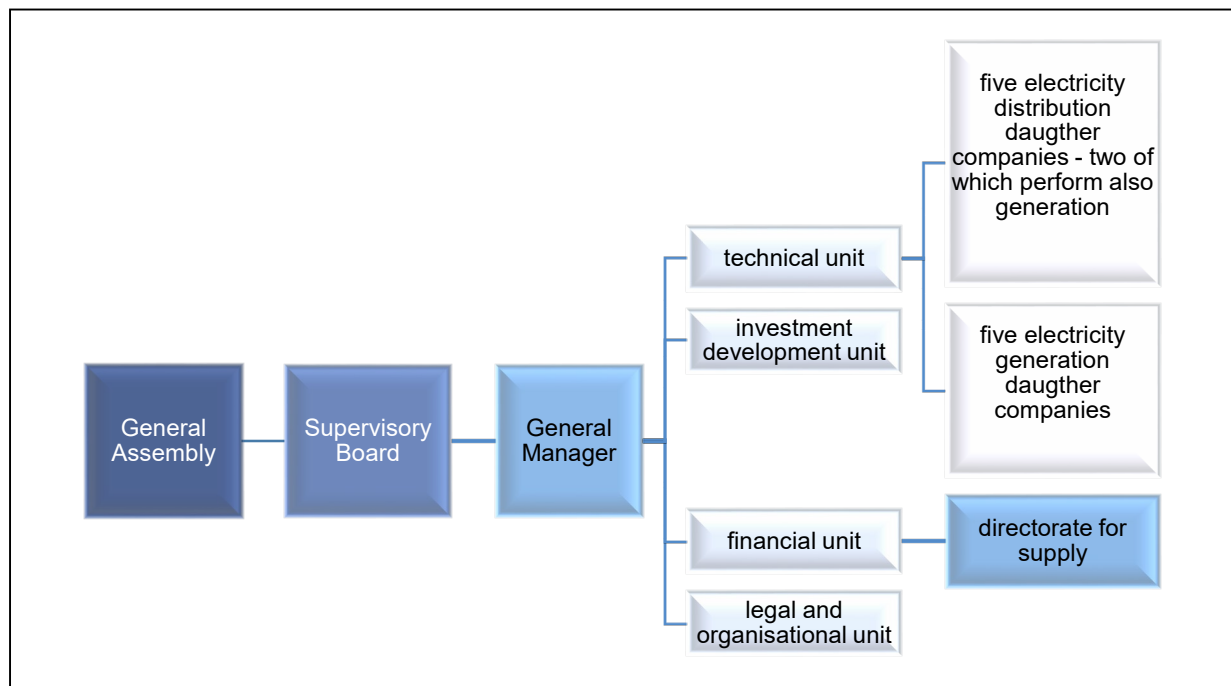 General
Assembly
Supervisory
Board
General
Manager
technical unit
investment
development unit
financial unit
legal and
organisational unit
five electricity
distribution
daugther
companies - two of
which perform also
generation
five electricity
generation
daugther
companies
directorate for
supply